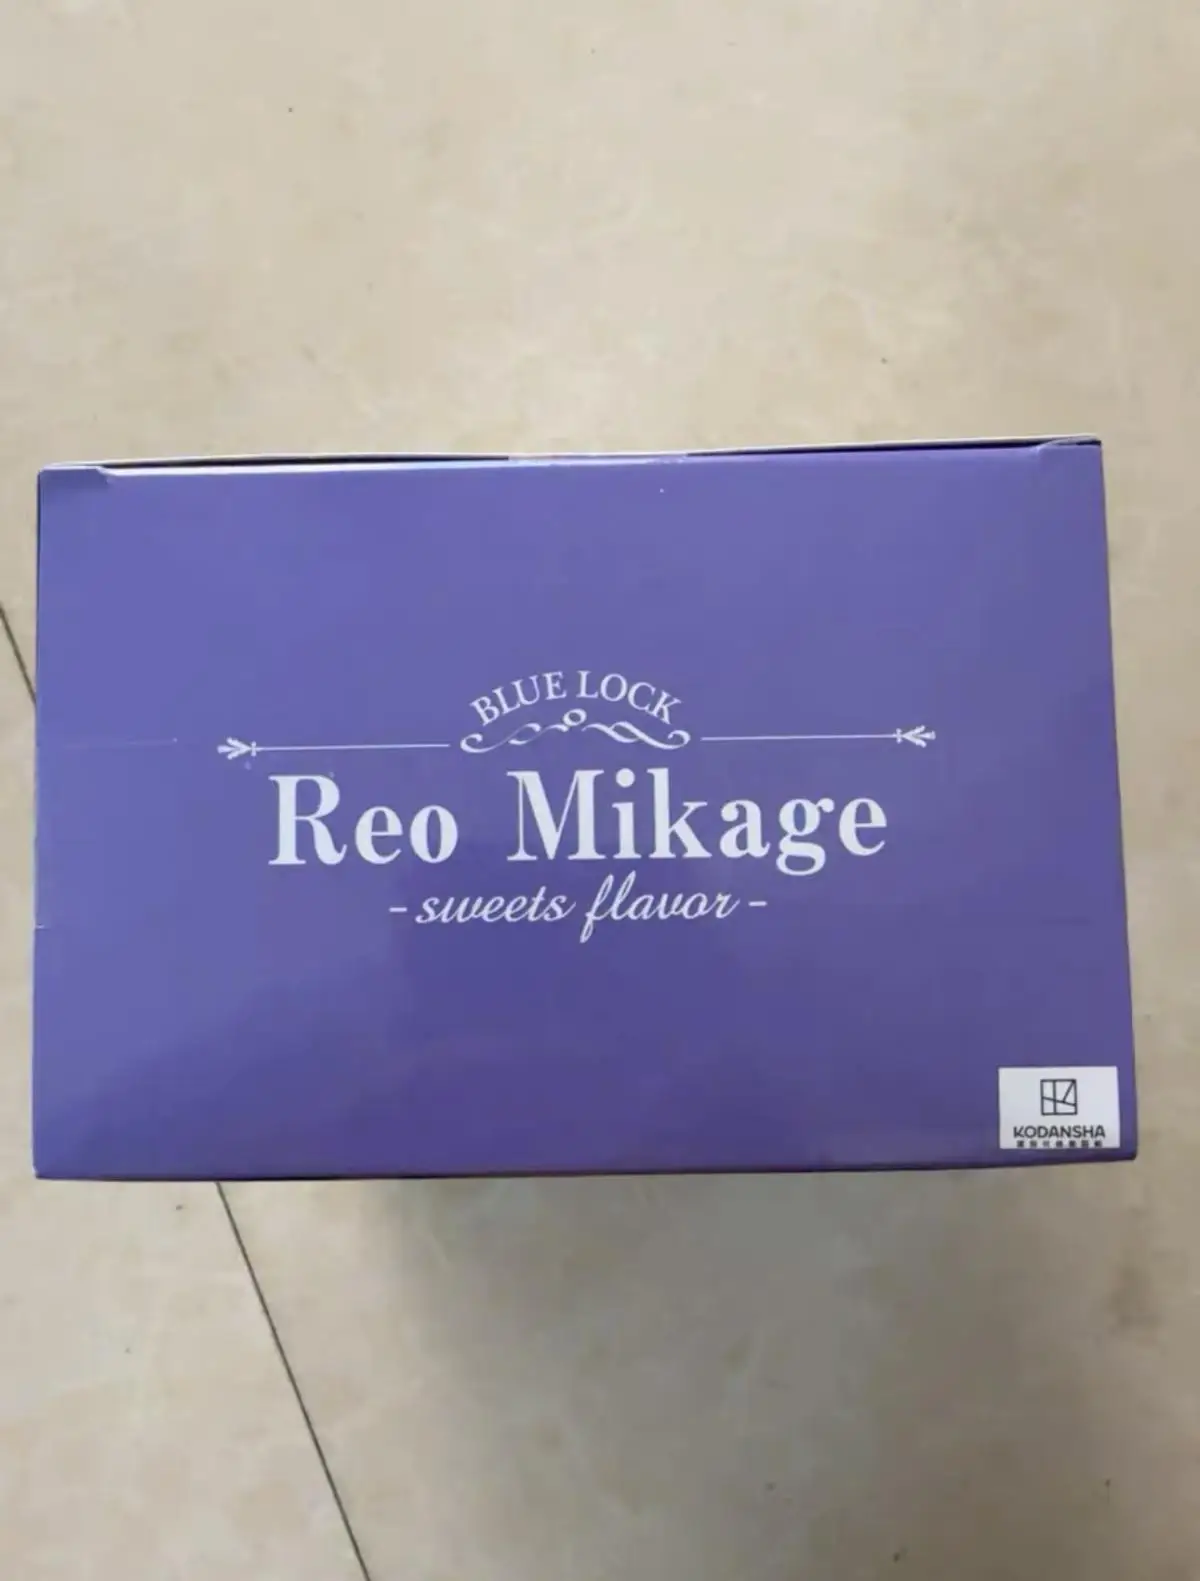 BLUE LOCK
Reo Mikage
-sweets flavor-
KODANSHA